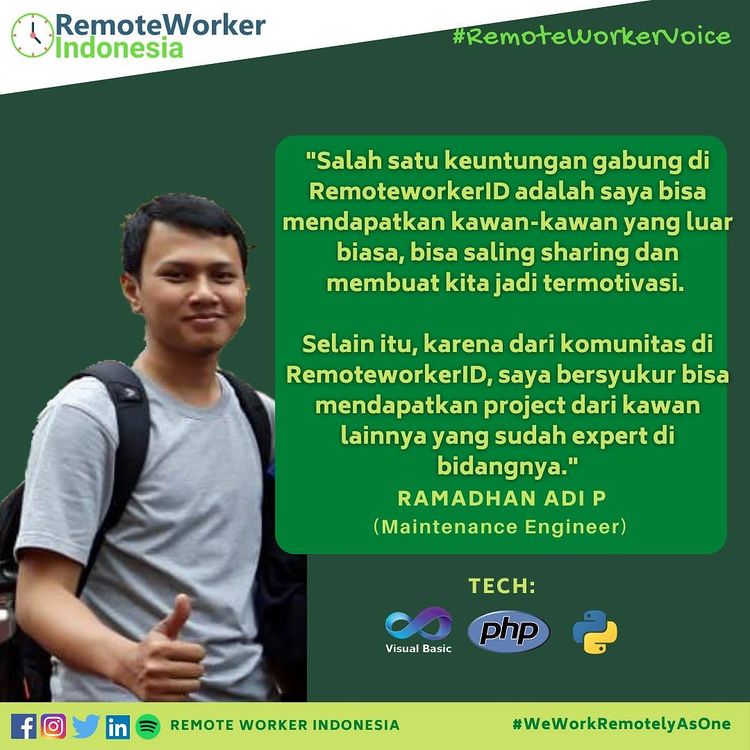 RemoteWorker
Indonesia
#RemoteWorkerVoice
"Salah satu keuntungan gabung di
RemoteworkerID adalah saya bisa
mendapatkan kawan-kawan yang luar
biasa, bisa saling sharing dan
membuat kita jadi termotivasi.
Selain itu, karena dari komunitas di
RemoteworkerID, saya bersyukur bisa
mendapatkan project dari kawan
lainnya yang sudah expert di
bidangnya."
RAMADHAN ADI P
(Maintenance Engineer)
TECH:
Visual Basic
php
REMOTE WORKER INDONESIA
#WeWorkRemotelyAsOne